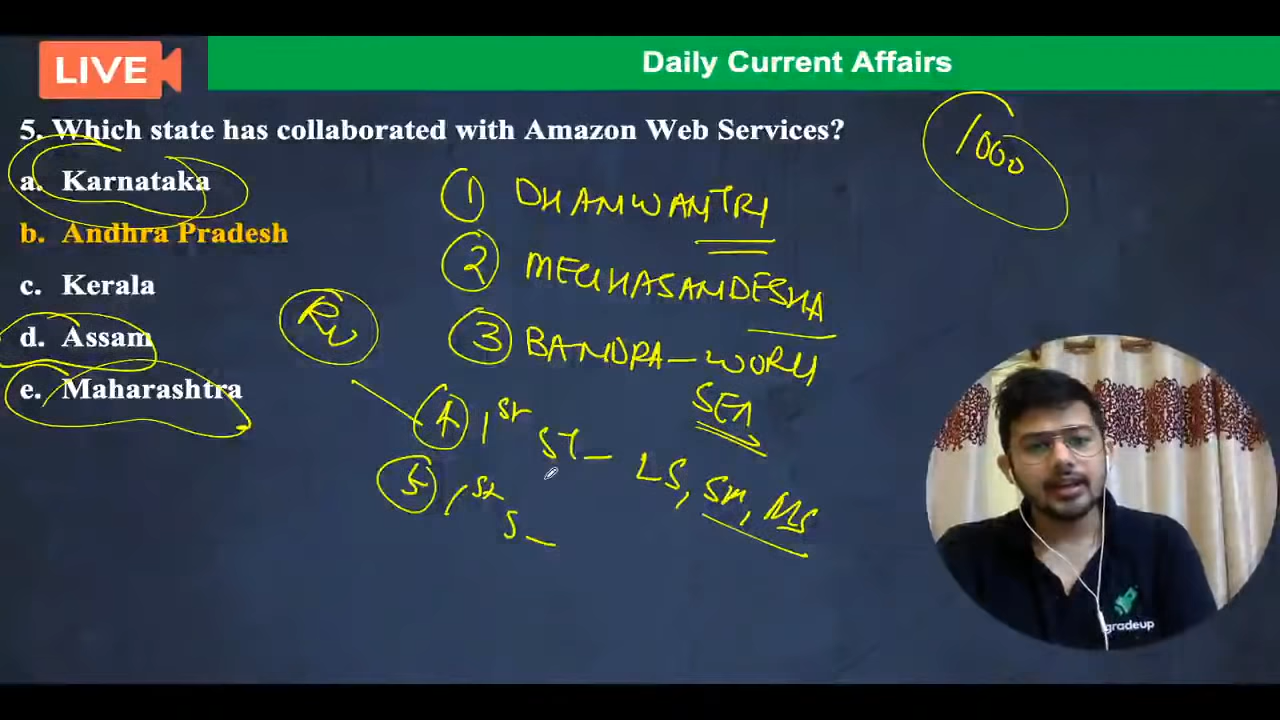 LIVE
Daily Current Affairs
5. Which state has collaborated with Amazon Web Services?
1000
a. Karnataka
1 DHANWANTRI
b. Andhra Pradesh
2 MEGHASANDESHA
c. Kerala
d. Assam
3 BANDRA-WORLI
e. Maharashtra
SEA
4 1st ST-
LS, SM, MS
5 1st S-
gradeup